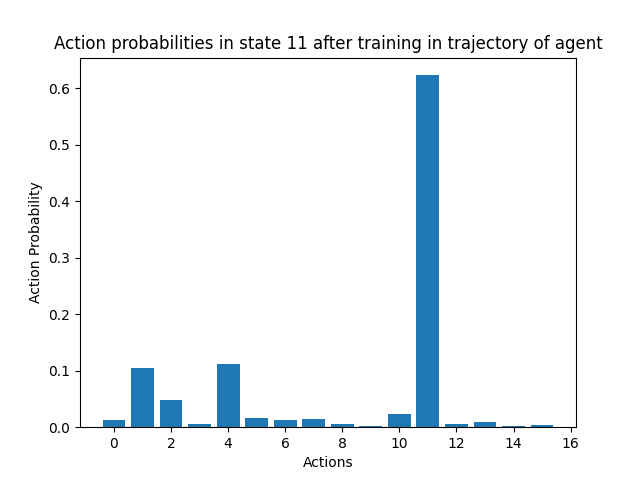 Action probabilities in state 11 after training in trajectory of agent
Action Probability
0.6
0.5
0.4
0.3
0.2
0.1
0.0
0 2 4 6 8 10 12 14 16
Actions